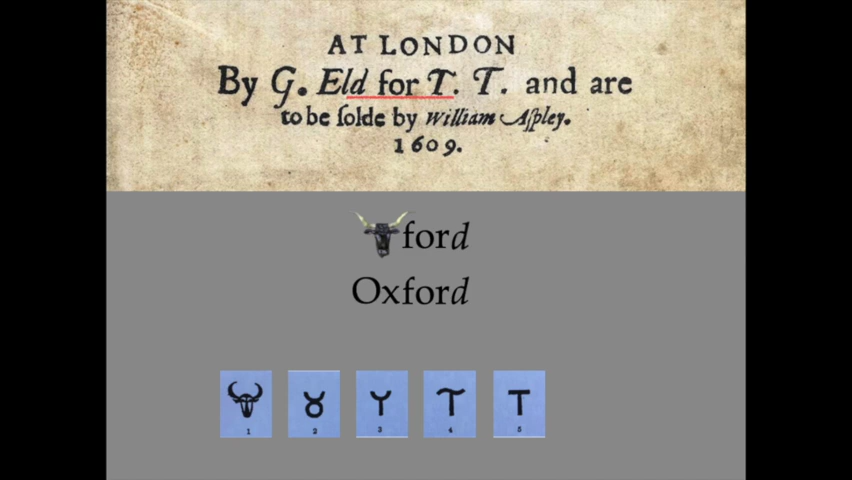 AT LONDON
By G. Eld for T. T. and are
to be ſolde by William Aſpley.
1609.
ford
Oxford
1 2 3 4 5